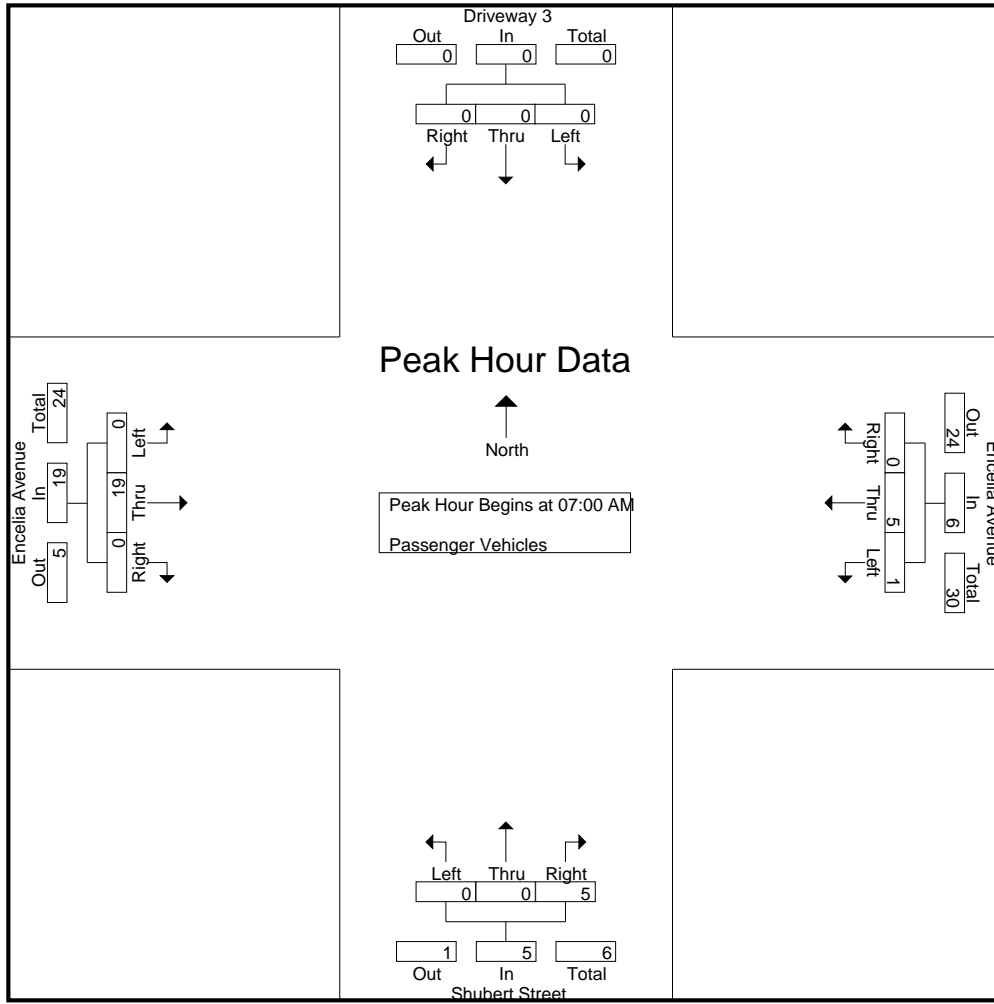 Driveway 3
Out In Total
0 0 0
0 0 0
Right Thru Left
Peak Hour Data
North
Peak Hour Begins at 07:00 AM
Passenger Vehicles
Encelia Avenue
Total In Out
24 19 5
Left Thru Right
0 19 0
Encelia Avenue
Out In Total
24 6 30
Right Thru Left
0 5 1
Left Thru Right
0 0 5
1 5 6
Out In Total
Shubert Street